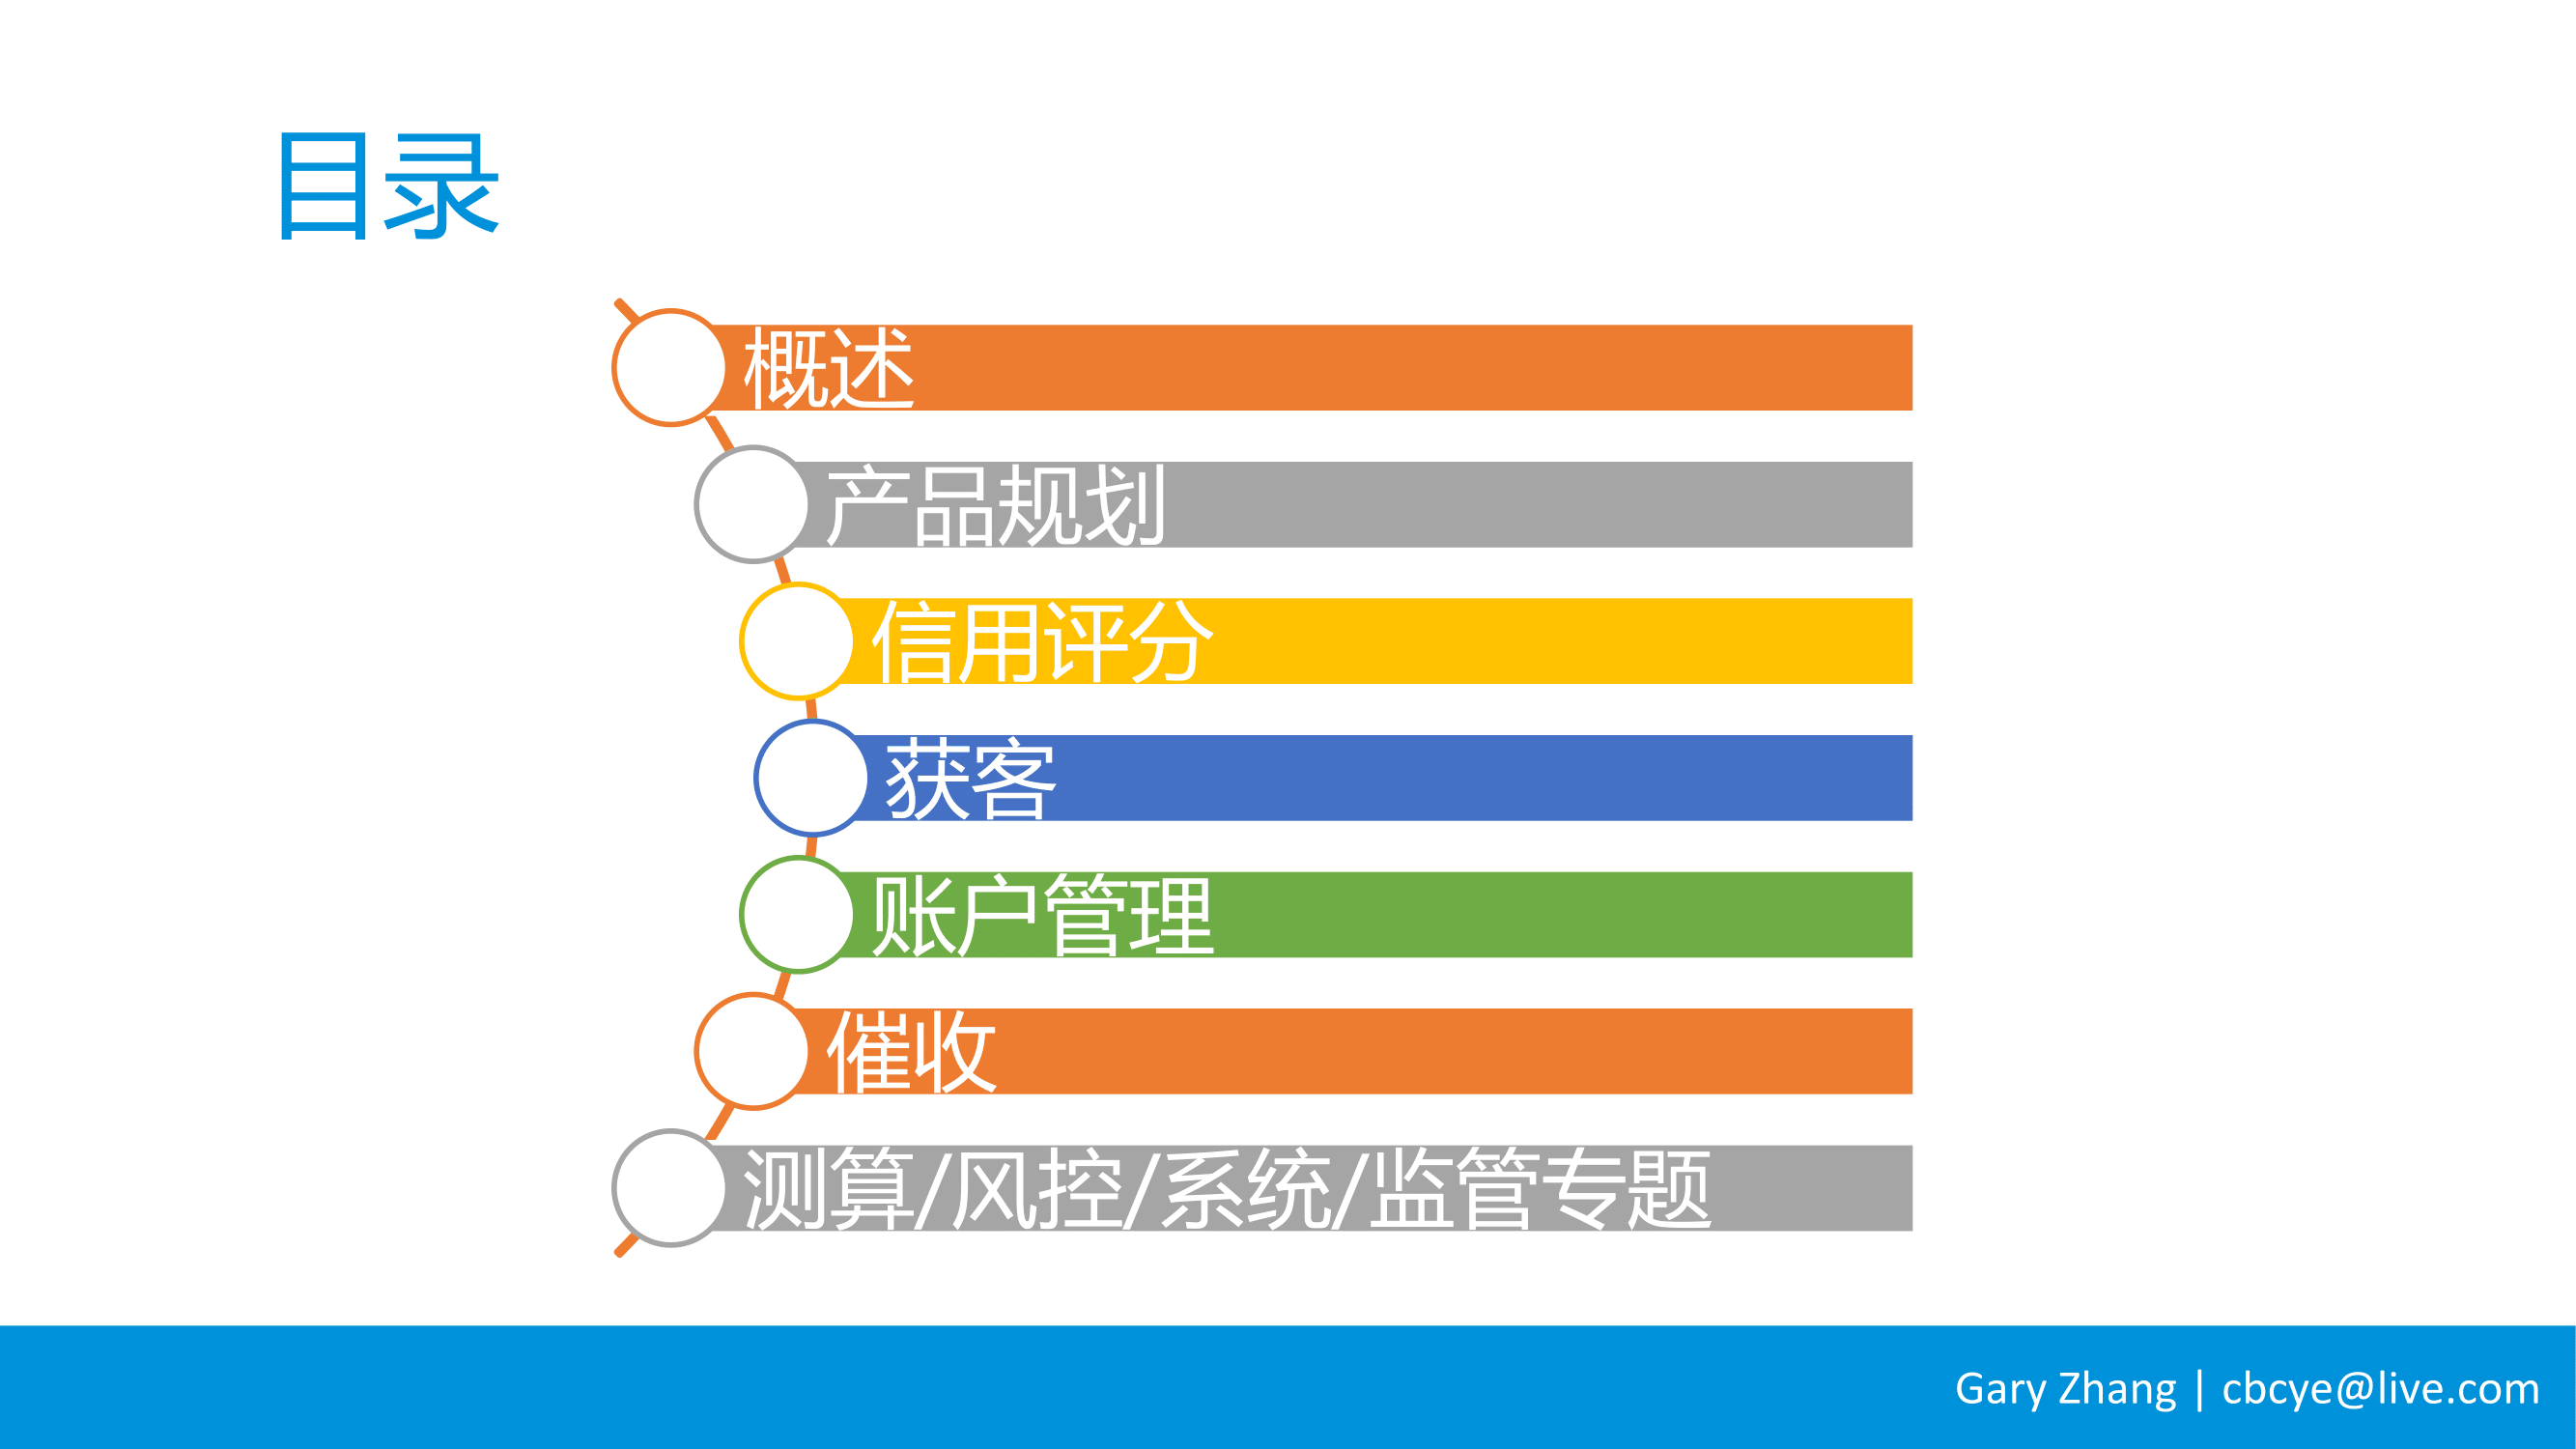 目录
概述
产品规划
信用评分
获客
账户管理
催收
测算/风控/系统/监管专题
Gary Zhang | cbcye@live.com